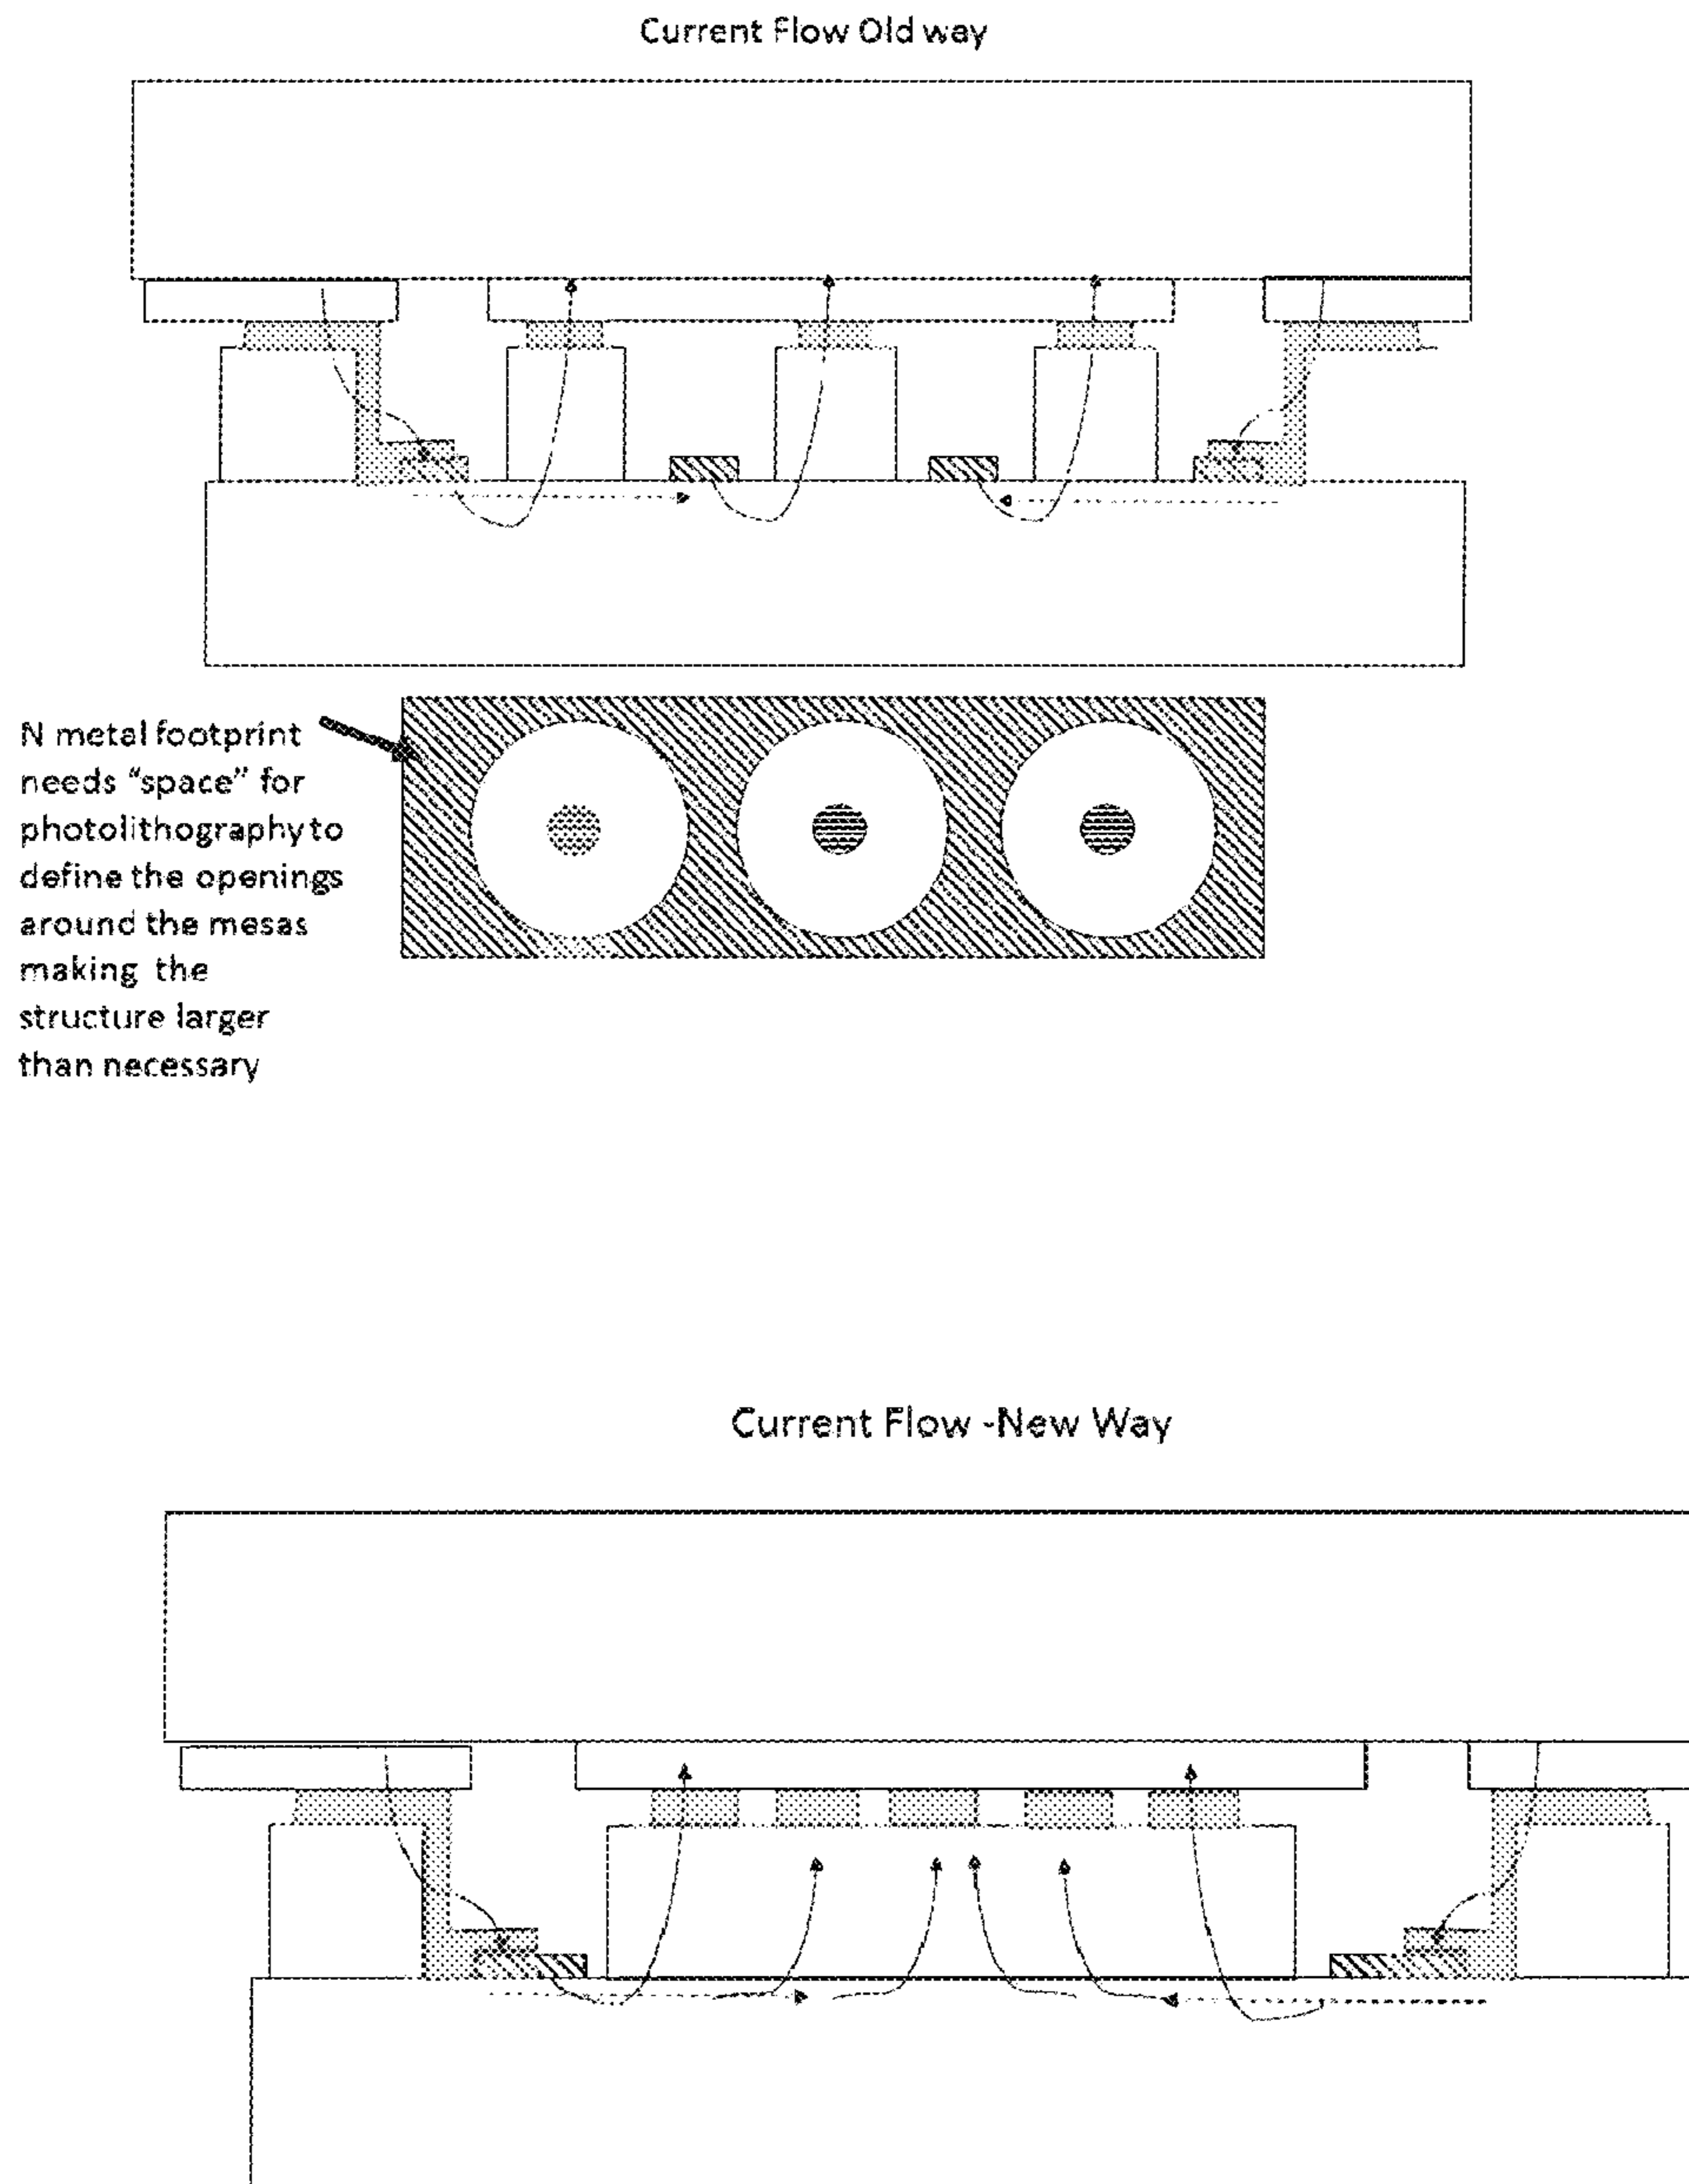 Current Flow Old way
N metal footprint
needs “space” for
photolithography to
define the openings
around the mesas
making the
structure larger
than necessary
Current Flow -New Way